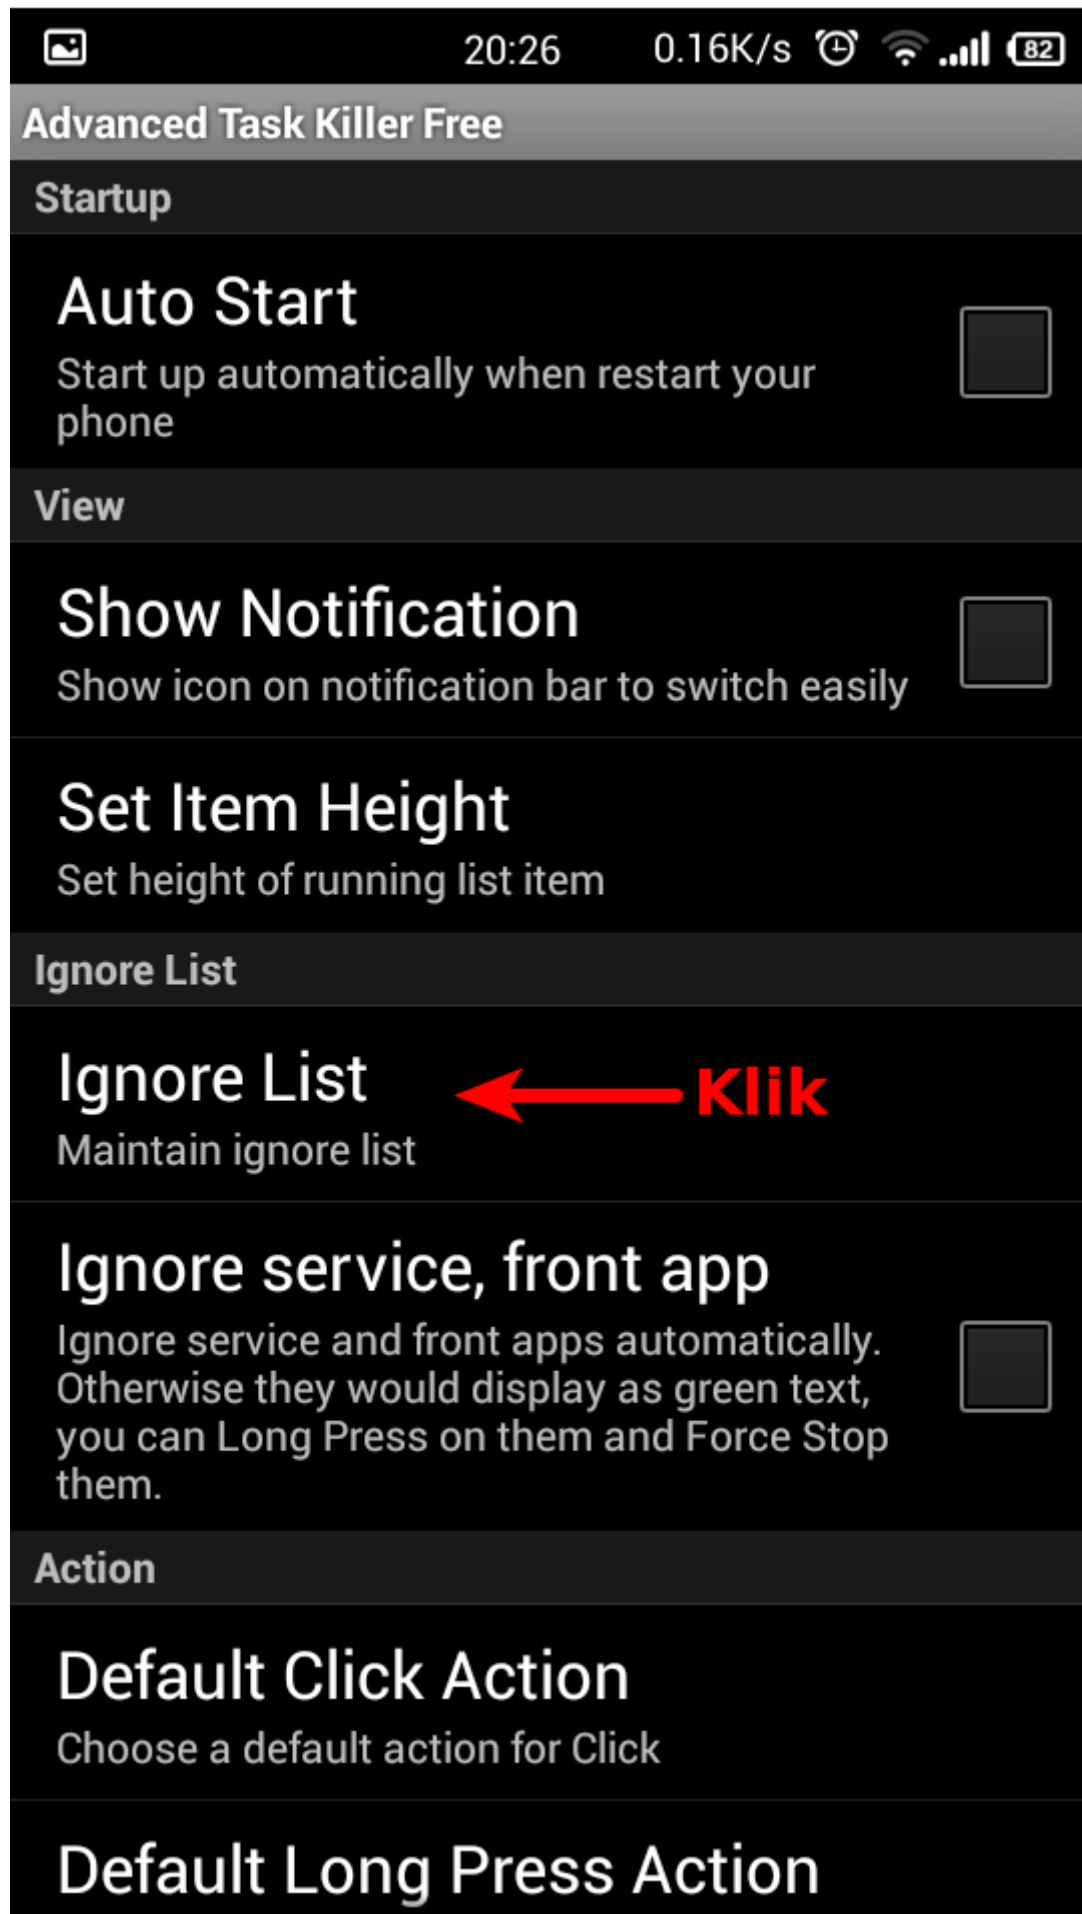 20:26 0.16K/s 82
Advanced Task Killer Free
Startup
Auto Start
Start up automatically when restart your
phone
View
Show Notification
Show icon on notification bar to switch easily
Set Item Height
Set height of running list item
Ignore List
Ignore List
Klik
Maintain ignore list
Ignore service, front app
Ignore service and front apps automatically.
Otherwise they would display as green text,
you can Long Press on them and Force Stop
them.
Action
Default Click Action
Choose a default action for Click
Default Long Press Action